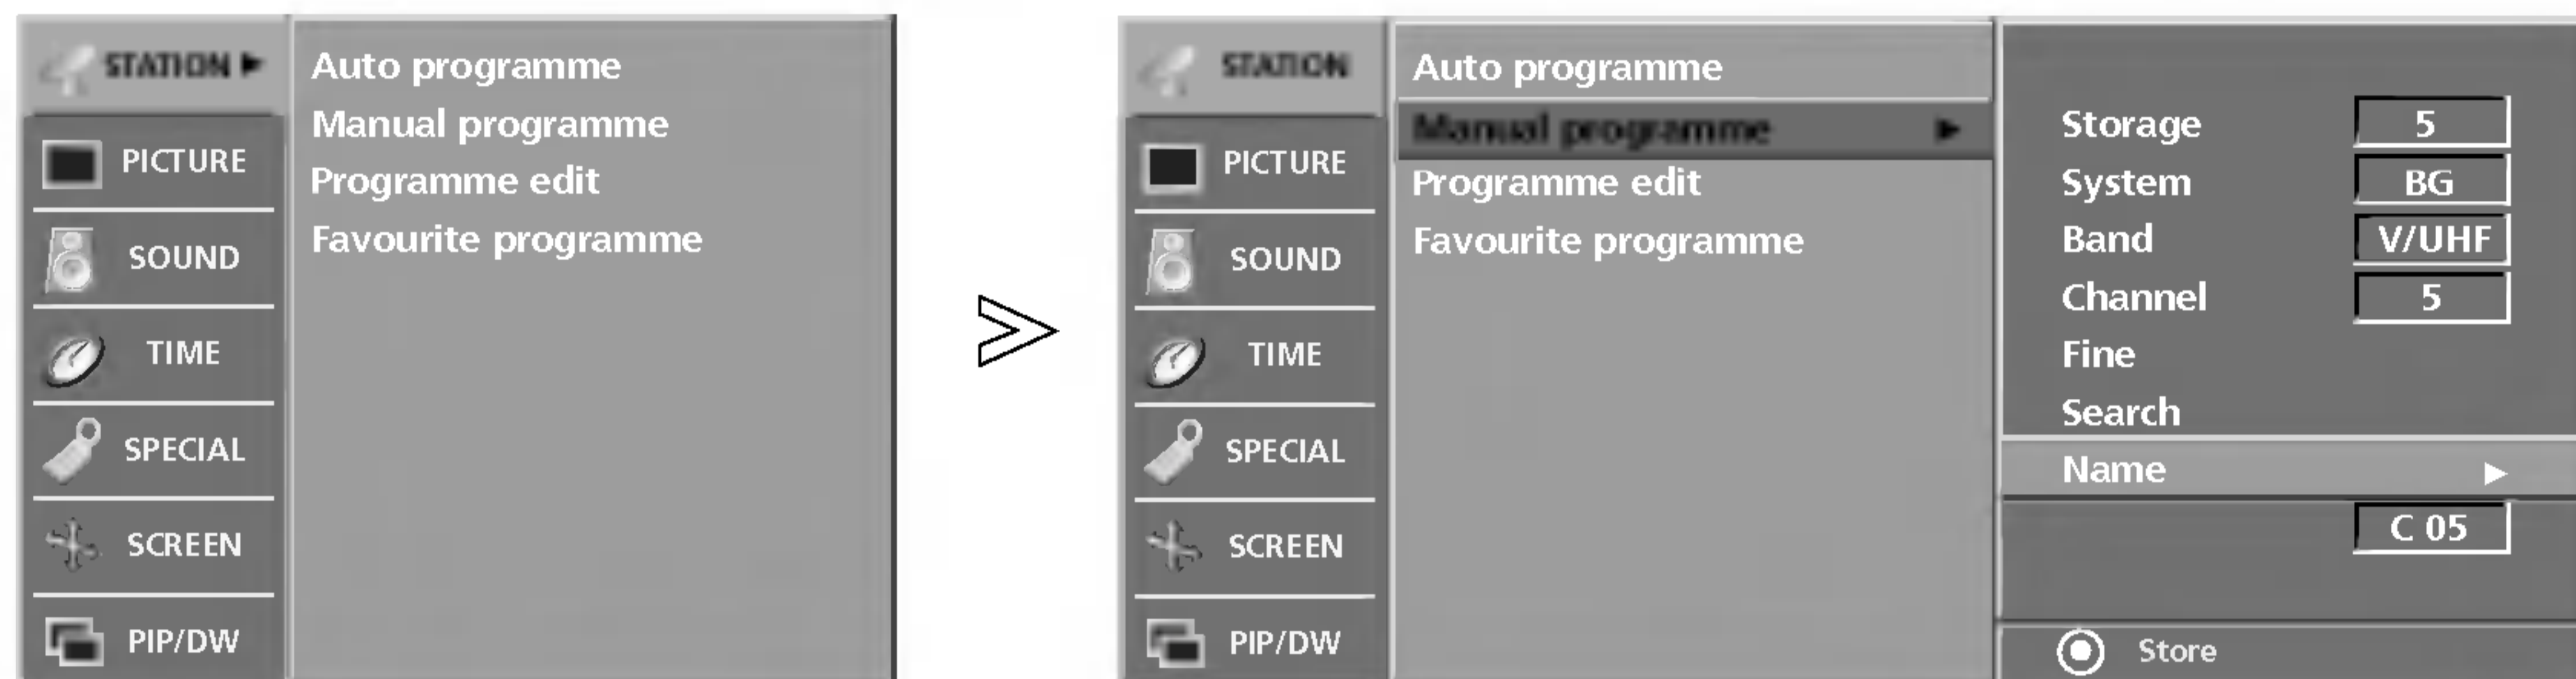 STATION ▶
PICTURE
SOUND
TIME
SPECIAL
SCREEN
PIP/DW
Auto programme
Manual programme
Programme edit
Favourite programme
STATION
PICTURE
SOUND
TIME
SPECIAL
SCREEN
PIP/DW
Auto programme
Manual programme ▶
Programme edit
Favourite programme
Storage 5
System BG
Band V/UHF
Channel 5
Fine
Search
Name ▶
C 05
Store